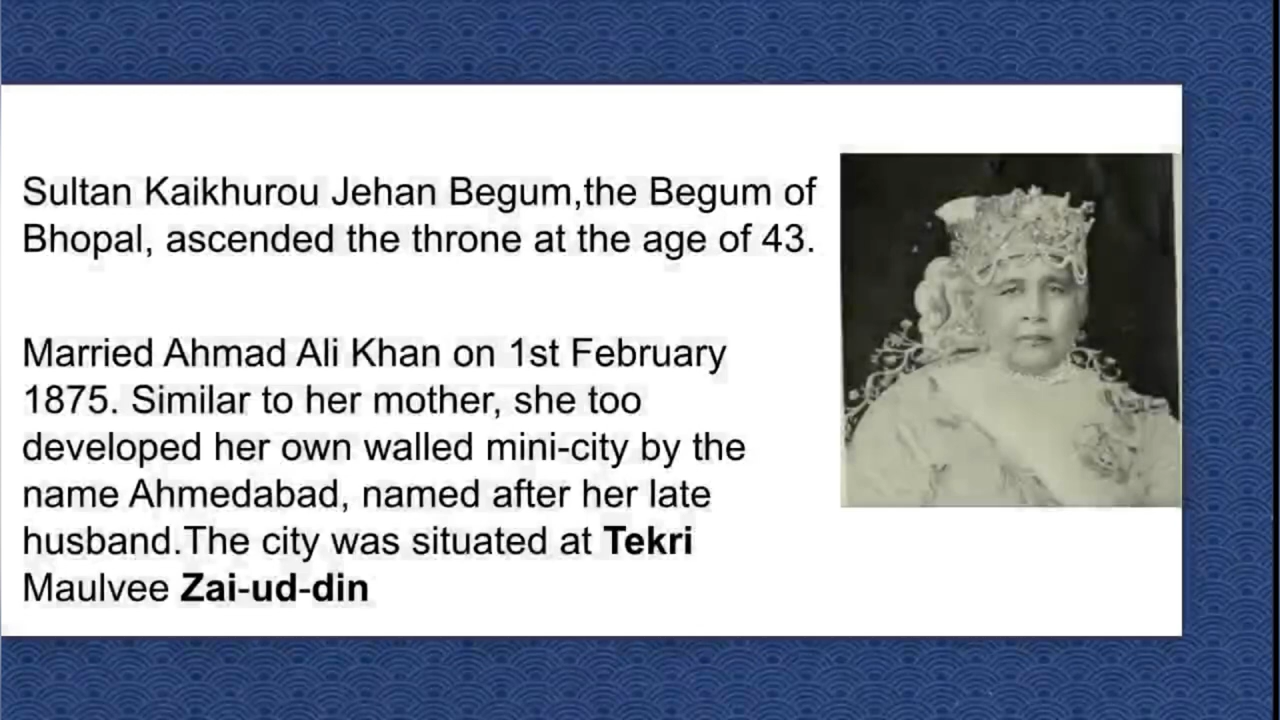 Sultan Kaikhurou Jehan Begum,the Begum of
Bhopal, ascended the throne at the age of 43.
Married Ahmad Ali Khan on 1st February
1875. Similar to her mother, she too
developed her own walled mini-city by the
name Ahmedabad, named after her late
husband.The city was situated at Tekri
Maulvee Zai-ud-din